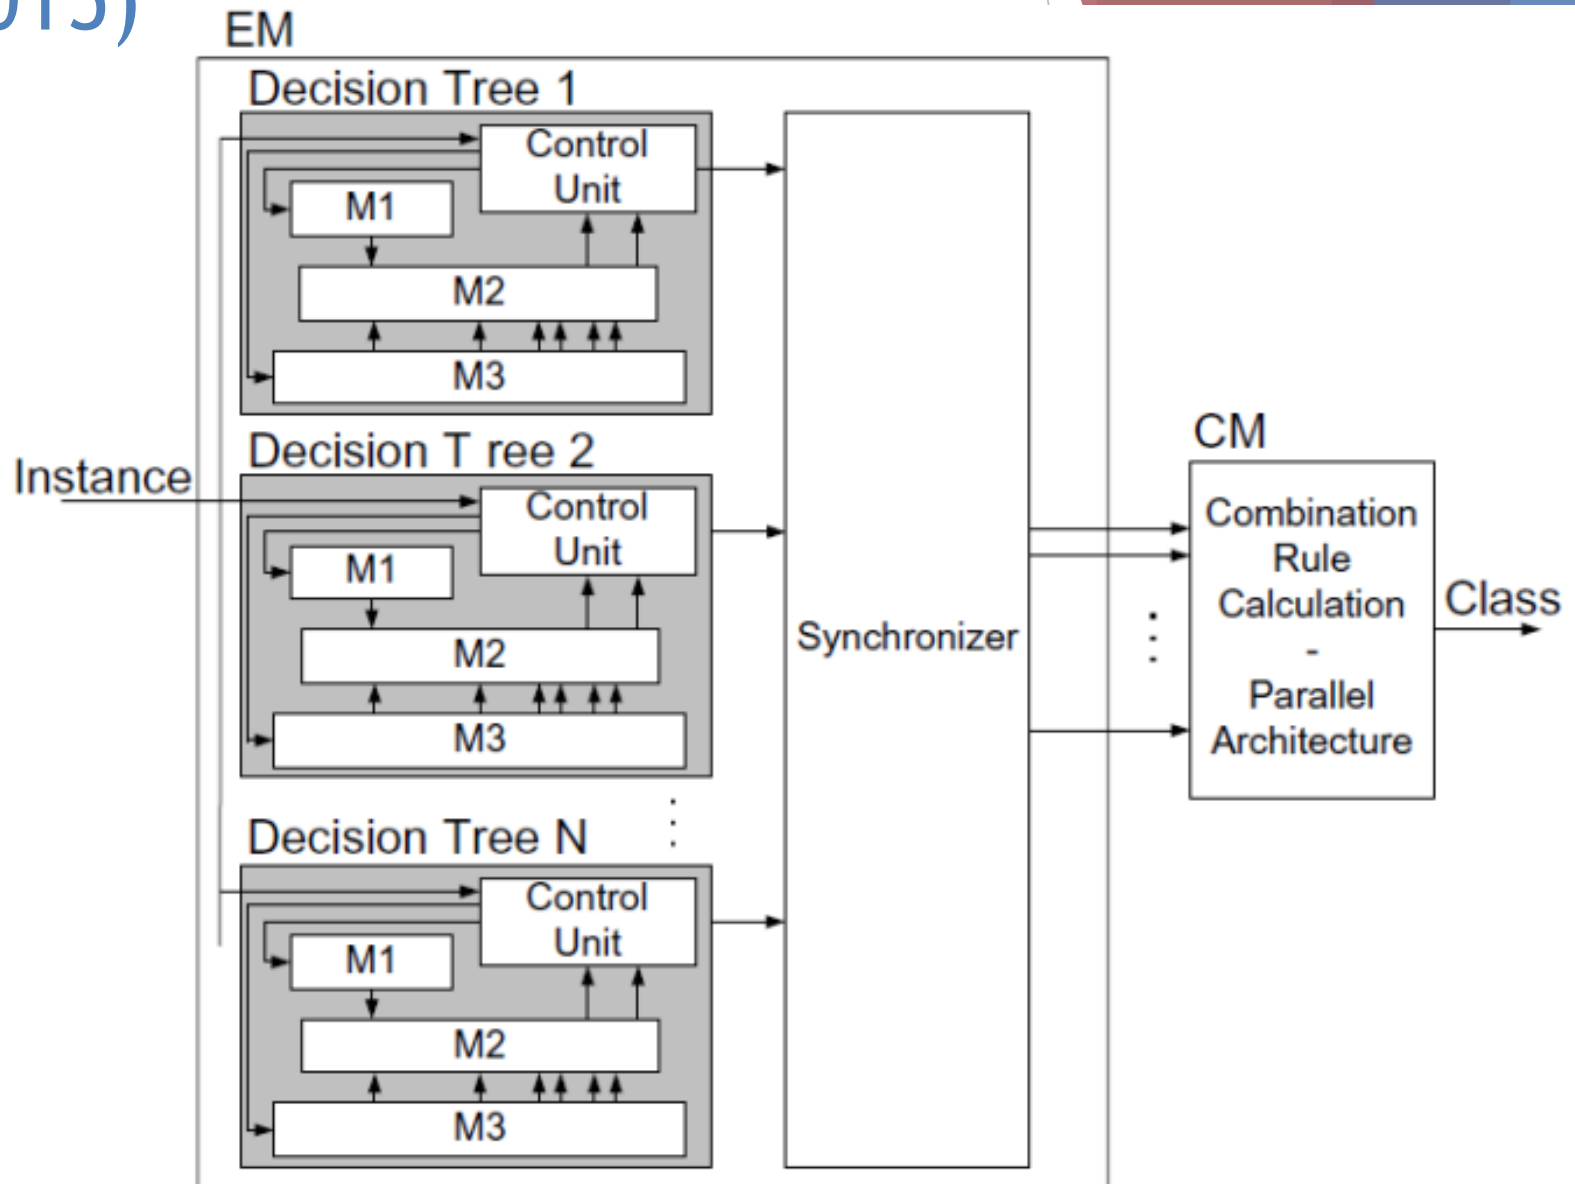 015)
EM
Decision Tree 1
Control
Unit
M1
M2
M3
Decision T ree 2
Instance
Control
Unit
M1
M2
M3
Decision Tree N
Control
Unit
M1
M2
M3
Synchronizer
CM
Combination
Rule
Calculation
-
Parallel
Architecture
Class